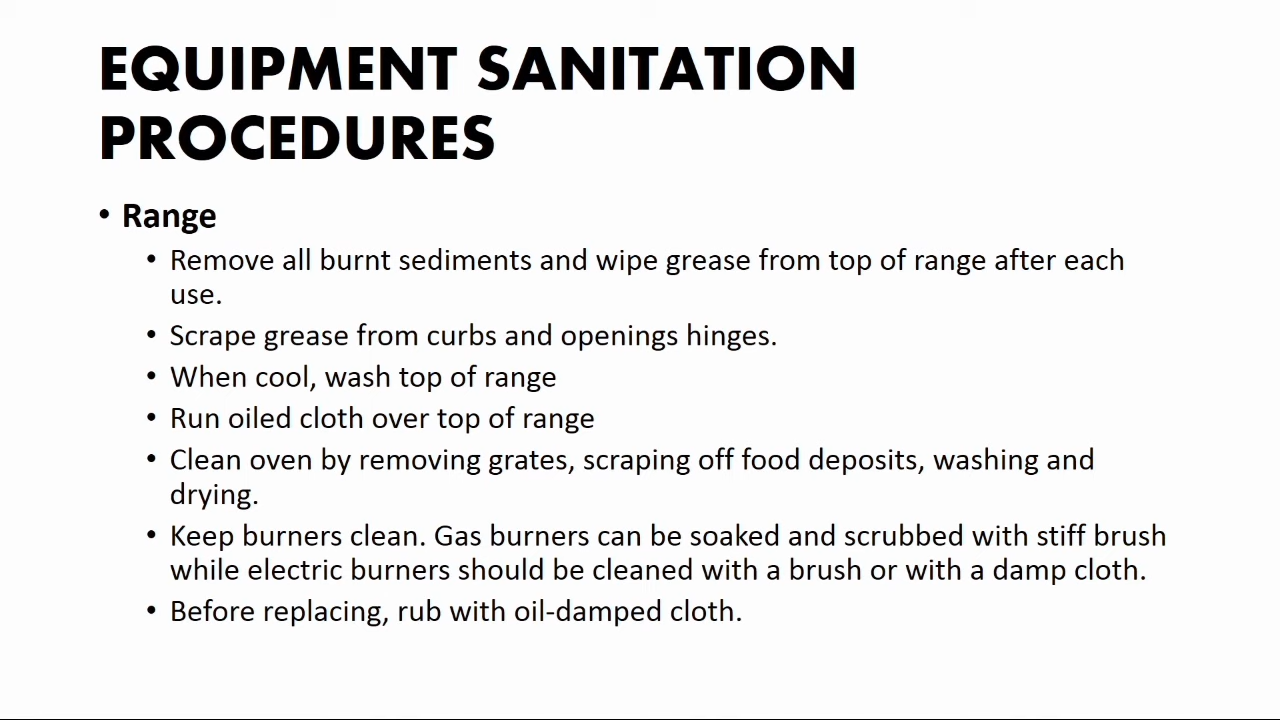 EQUIPMENT SANITATION
PROCEDURES
• Range
• Remove all burnt sediments and wipe grease from top of range after each
use.
• Scrape grease from curbs and openings hinges.
• When cool, wash top of range
• Run oiled cloth over top of range
• Clean oven by removing grates, scraping off food deposits, washing and
drying.
• Keep burners clean. Gas burners can be soaked and scrubbed with stiff brush
while electric burners should be cleaned with a brush or with a damp cloth.
• Before replacing, rub with oil-damped cloth.